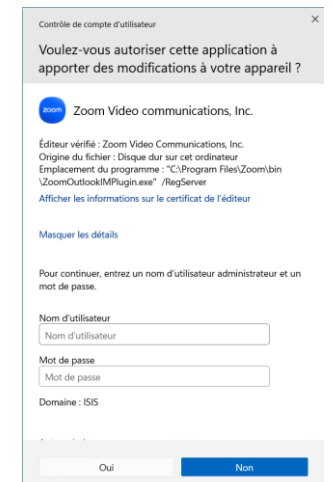 Contrôle de compte d'utilisateur
Voulez-vous autoriser cette application à
apporter des modifications à votre appareil ?
zoom
Zoom Video communications, Inc.
Éditeur vérifié : Zoom Video Communications, Inc.
Origine du fichier : Disque dur sur cet ordinateur
Emplacement du programme : "C:\Program Files\Zoom\bin
\ZoomOutlookIMPlugin.exe" /RegServer
Afficher les informations sur le certificat de l'éditeur
Masquer les détails
Pour continuer, entrez un nom d'utilisateur administrateur et un
mot de passe.
Nom d'utilisateur
Nom d'utilisateur
Mot de passe
Mot de passe
Domaine : ISIS
Oui
Non